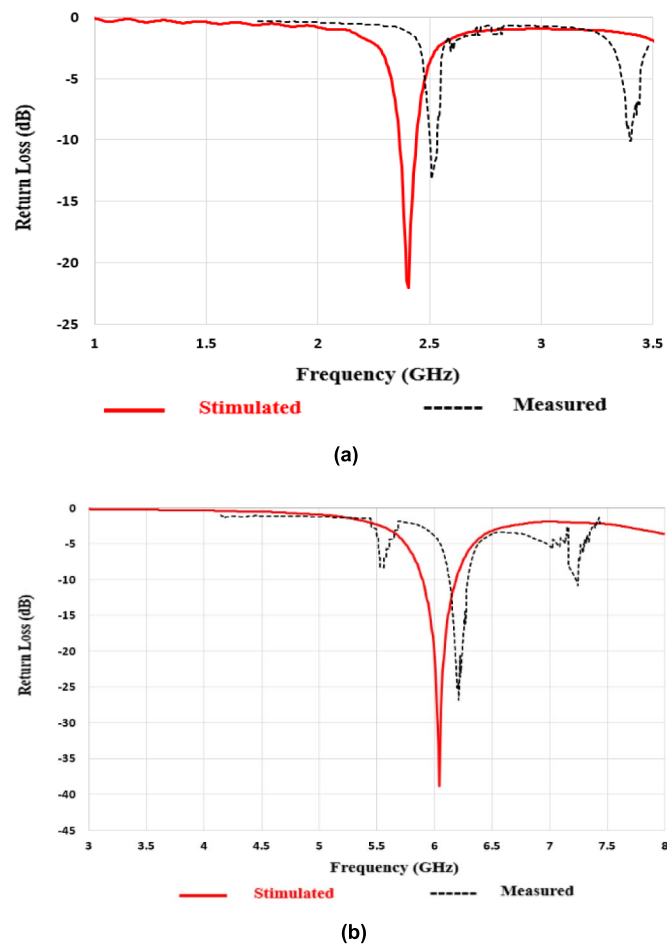 0
-5
-10
-15
-20
-25
Return Loss (dB)
1 1.5 2 2.5 3 3.5
Frequency (GHz)
Stimulated Measured
(a)
0
-5
-10
-15
-20
-25
-30
-35
-40
-45
Return Loss (dB)
3 3.5 4 4.5 5 5.5 6 6.5 7 7.5 8
Frequency (GHz)
Stimulated Measured
(b)